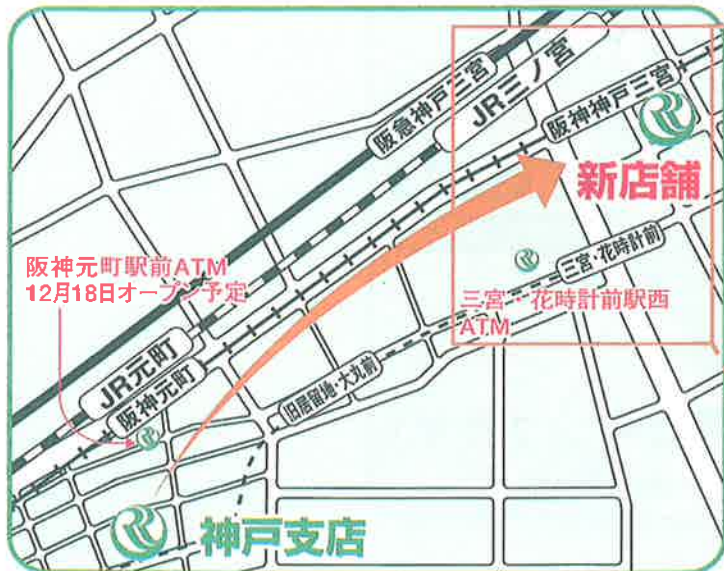 阪急神戸三宮
JR三ノ宮
阪神神戸三宮
新店舗
三宮・花時計前
阪神元町駅前ATM
12月18日オープン予定
三宮・花時計前駅西
ATM
JR元町
阪神元町
旧居留地・大丸前
神戸支店